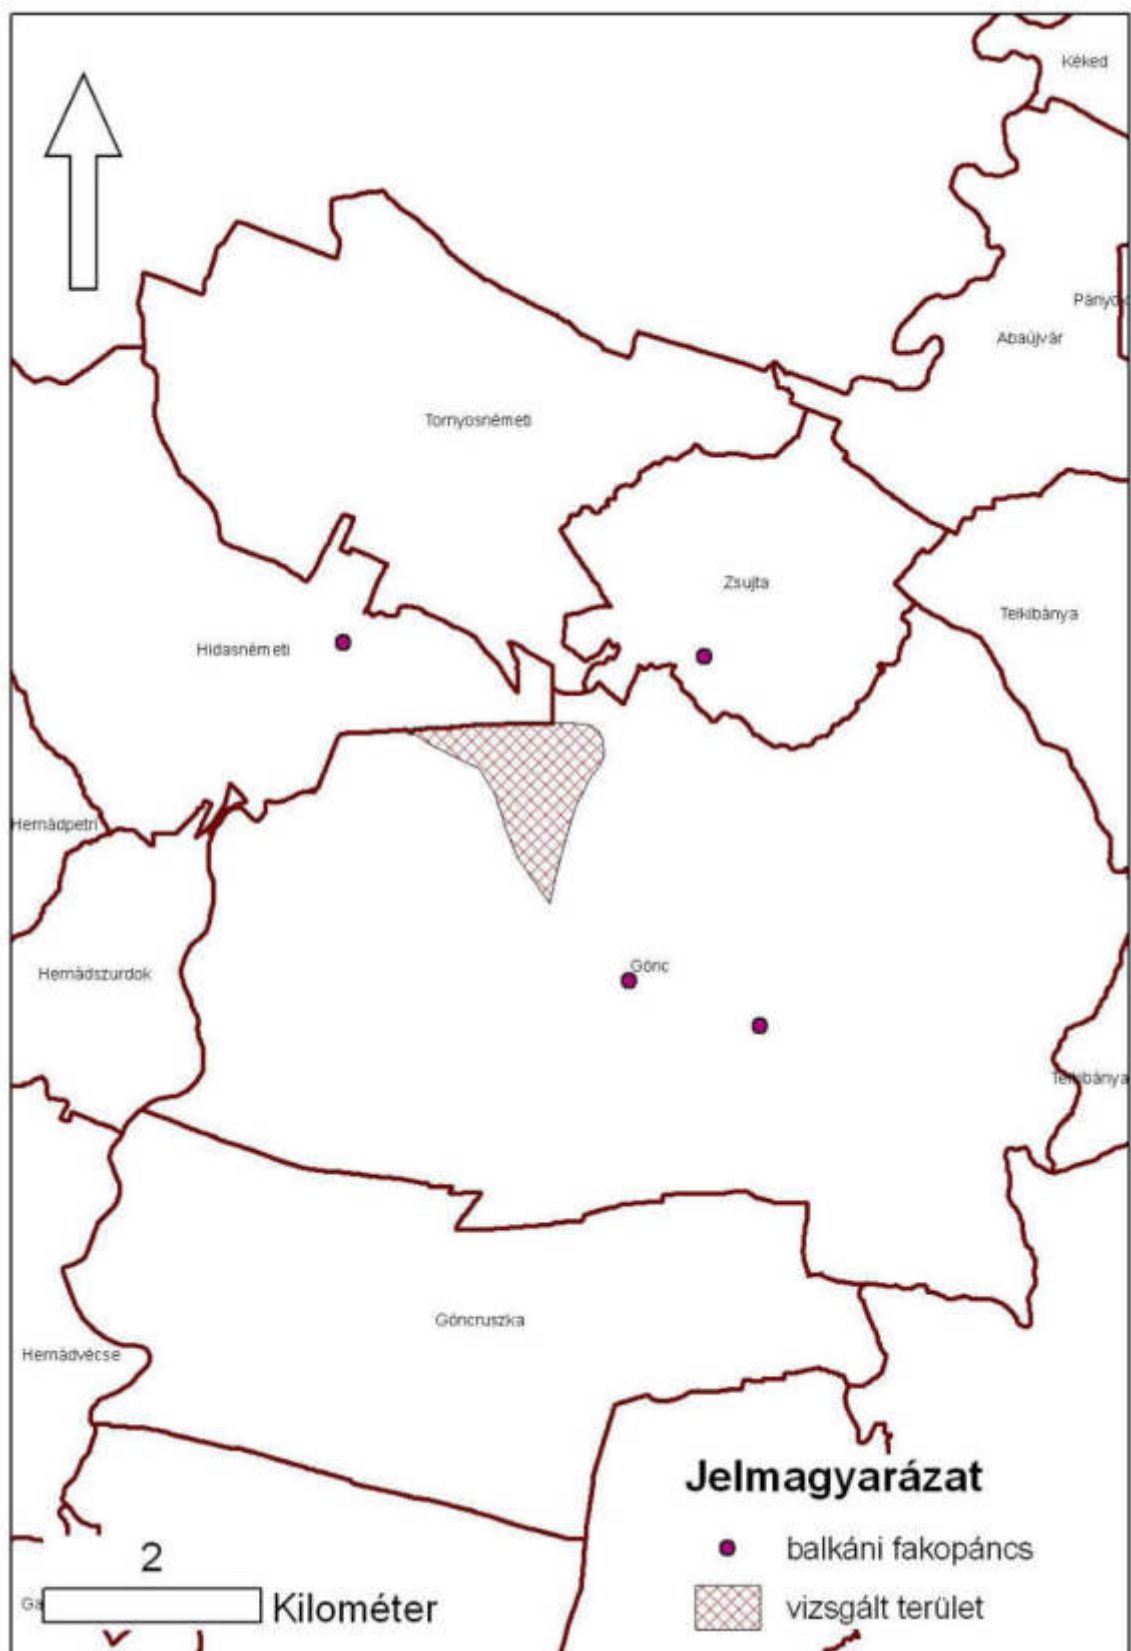 Kéked
Pányok
Abaújvár
Tornyosnémeti
Zsujta
Telkibánya
Hidasnémeti
Hernádpetri
Gönc
Hernádszurdok
Telkibánya
Göncruszka
Hernádvécse
Jelmagyarázat
balkáni fakopáncs
vizsgált terület
2
Kilométer